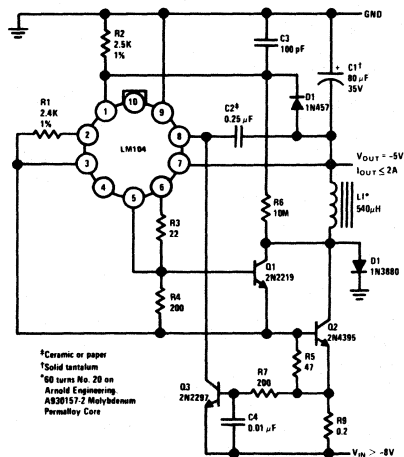 GND
R2
2.5K
1%
C3
100 pF
C1†
80 µF
35V
+
R1
2.4K
1%
10
1
9
2
8
LM104
3
7
4
5
6
C2‡
0.25 µF
D1
1N457
VOUT = -5V
IOUT ≤ 2A
R3
22
R6
10M
L1*
540µH
Q1
2N2219
D1
1N3880
R4
200
Q2
2N4395
‡Ceramic or paper
†Solid tantalum
*60 turns No. 20 on
Arnold Engineering
A930157-2 Molybdenum
Permalloy Core
Q3
2N2297
R7
200
R5
47
C4
0.01 µF
R9
0.2
VIN > -8V